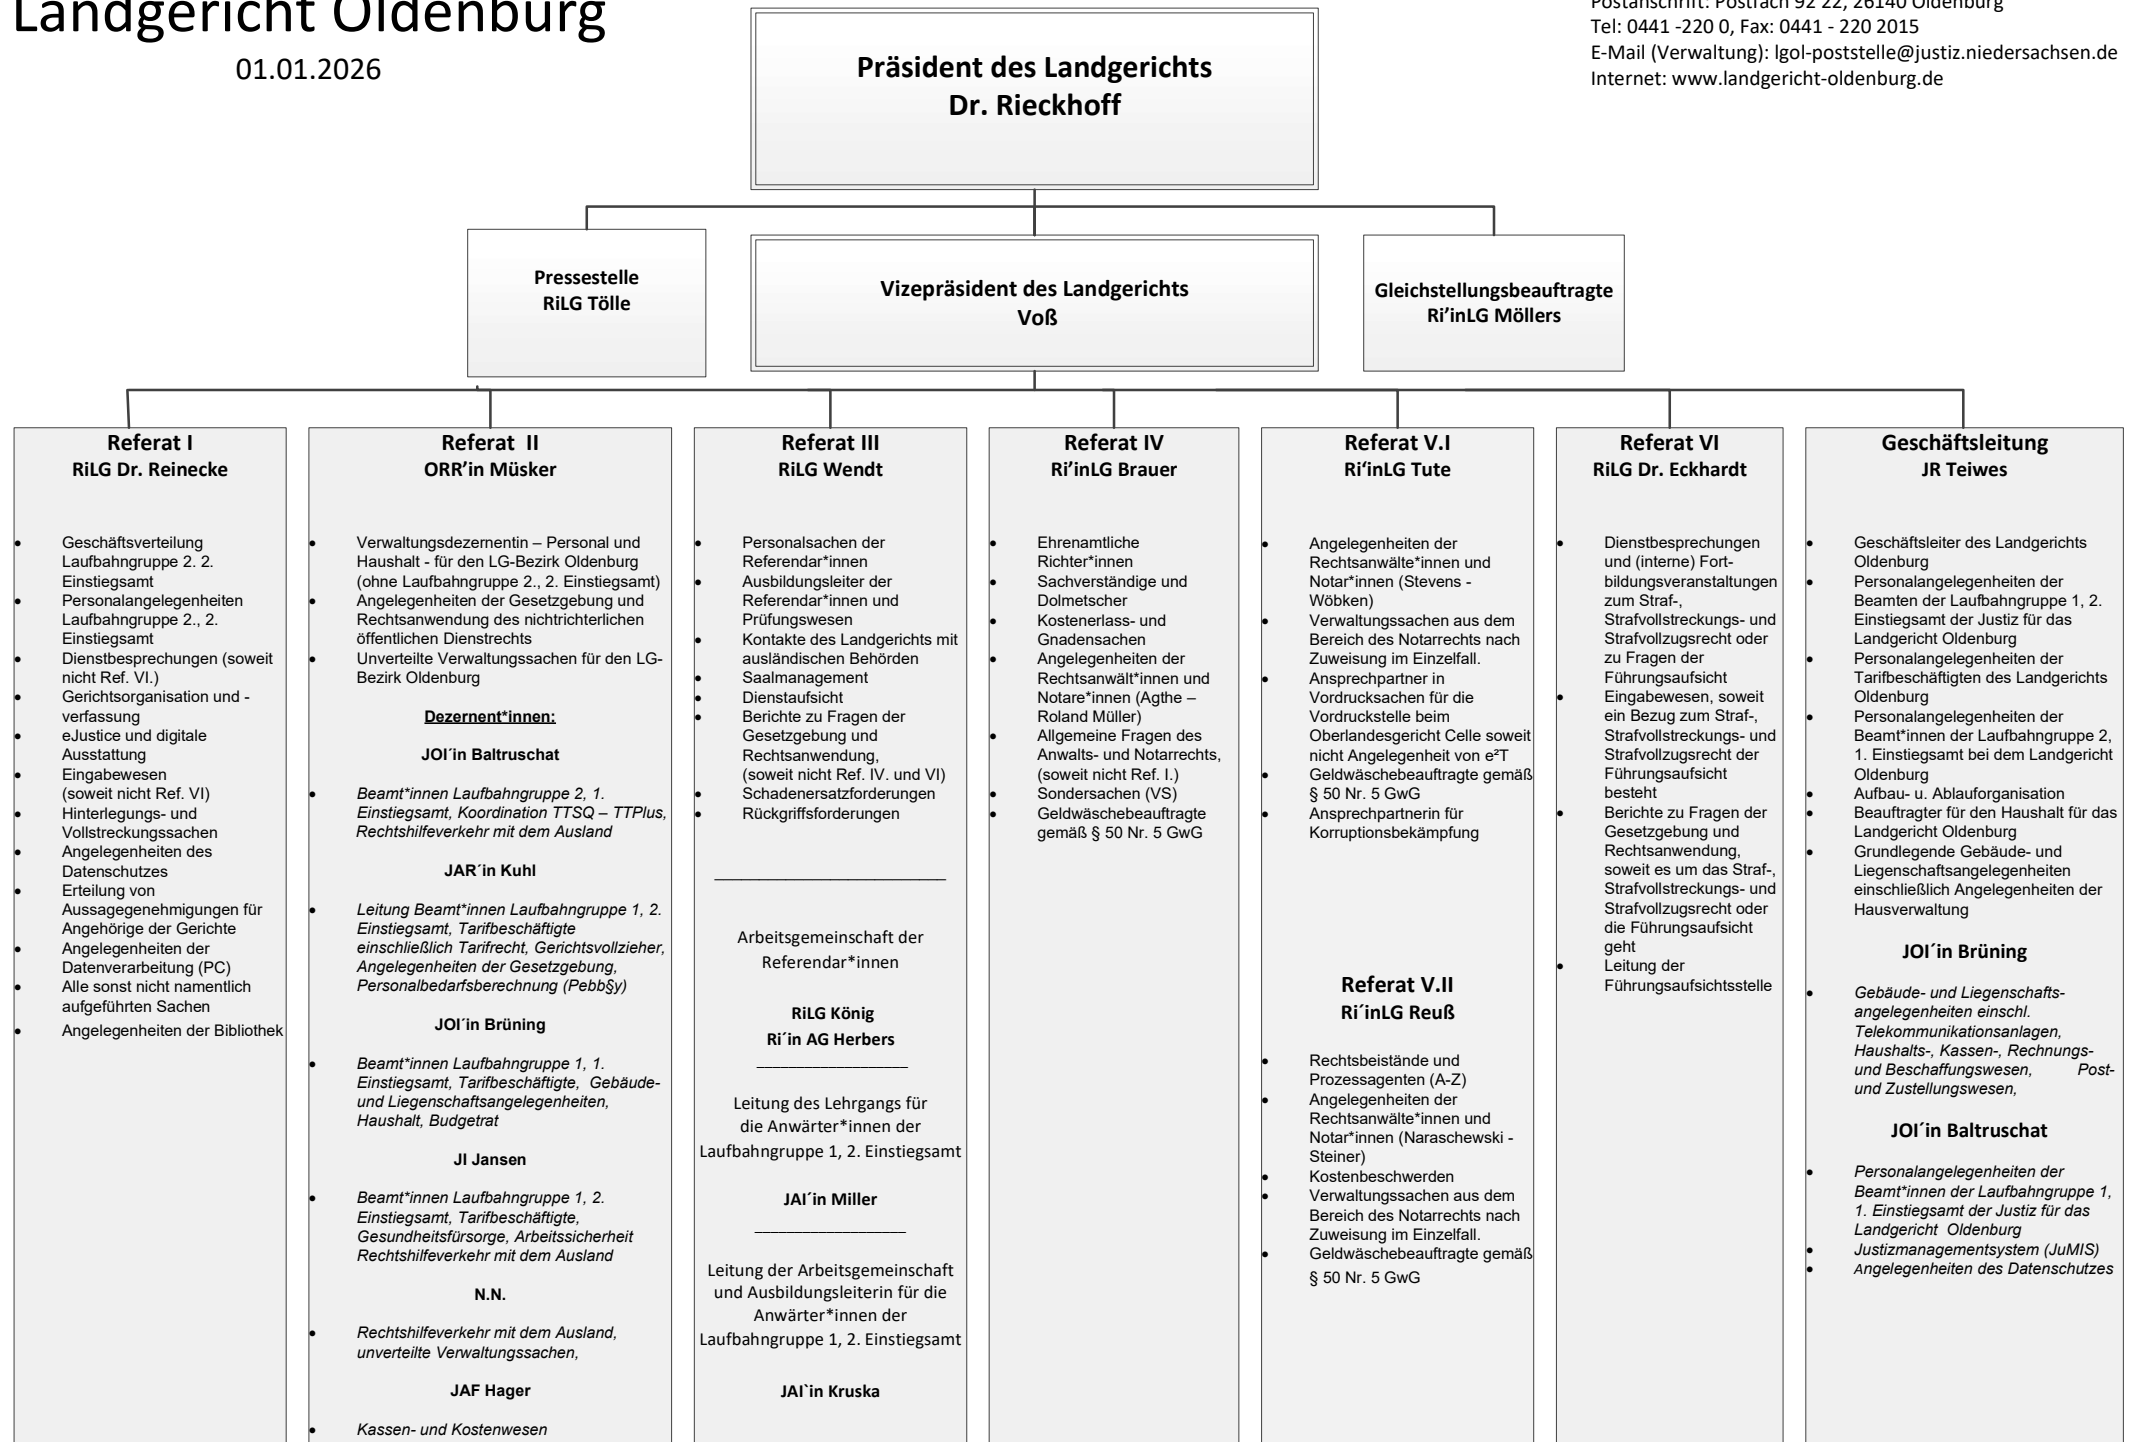 Landgericht Oldenburg
01.01.2026
Postanschrift: Postfach 92 22, 26140 Oldenburg
Tel: 0441 -220 0, Fax: 0441 - 220 2015
E-Mail (Verwaltung): lgol-poststelle@justiz.niedersachsen.de
Internet: www.landgericht-oldenburg.de
Präsident des Landgerichts
Dr. Rieckhoff
Pressestelle
RiLG Tölle
Vizepräsident des Landgerichts
Voß
Gleichstellungsbeauftragte
Ri’inLG Möllers
Referat I
RiLG Dr. Reinecke
• Geschäftsverteilung
Laufbahngruppe 2. 2.
Einstiegsamt
• Personalangelegenheiten
Laufbahngruppe 2., 2.
Einstiegsamt
• Dienstbesprechungen (soweit
nicht Ref. VI.)
• Gerichtsorganisation und -
verfassung
• eJustice und digitale
Ausstattung
• Eingabewesen
(soweit nicht Ref. VI)
• Hinterlegungs- und
Vollstreckungssachen
• Angelegenheiten des
Datenschutzes
• Erteilung von
Aussagegenehmigungen für
Angehörige der Gerichte
• Angelegenheiten der
Datenverarbeitung (PC)
• Alle sonst nicht namentlich
aufgeführten Sachen
• Angelegenheiten der Bibliothek
Referat  II
ORR’in Müsker
• Verwaltungsdezernentin – Personal und
Haushalt - für den LG-Bezirk Oldenburg
(ohne Laufbahngruppe 2., 2. Einstiegsamt)
• Angelegenheiten der Gesetzgebung und
Rechtsanwendung des nichtrichterlichen
öffentlichen Dienstrechts
• Unverteilte Verwaltungssachen für den LG-
Bezirk Oldenburg
Dezernent*innen:
JOI´in Baltruschat
• Beamt*innen Laufbahngruppe 2, 1.
Einstiegsamt, Koordination TTSQ – TTPlus,
Rechtshilfeverkehr mit dem Ausland
JAR´in Kuhl
• Leitung Beamt*innen Laufbahngruppe 1, 2.
Einstiegsamt, Tarifbeschäftigte
einschließlich Tarifrecht, Gerichtsvollzieher,
Angelegenheiten der Gesetzgebung,
Personalbedarfsberechnung (Pebb§y)
JOI´in Brüning
• Beamt*innen Laufbahngruppe 1, 1.
Einstiegsamt, Tarifbeschäftigte,  Gebäude-
und Liegenschaftsangelegenheiten,
Haushalt, Budgetrat
JI Jansen
• Beamt*innen Laufbahngruppe 1, 2.
Einstiegsamt, Tarifbeschäftigte,
Gesundheitsfürsorge, Arbeitssicherheit
Rechtshilfeverkehr mit dem Ausland
N.N.
• Rechtshilfeverkehr mit dem Ausland,
unverteilte Verwaltungssachen,
JAF Hager
• Kassen- und Kostenwesen
Referat III
RiLG Wendt
• Personalsachen der
Referendar*innen
• Ausbildungsleiter der
Referendar*innen und
Prüfungswesen
• Kontakte des Landgerichts mit
ausländischen Behörden
• Saalmanagement
• Dienstaufsicht
• Berichte zu Fragen der
Gesetzgebung und
Rechtsanwendung,
(soweit nicht Ref. IV. und VI)
• Schadenersatzforderungen
• Rückgriffsforderungen
Arbeitsgemeinschaft der
Referendar*innen
RiLG König
Ri´in AG Herbers
Leitung des Lehrgangs für
die Anwärter*innen der
Laufbahngruppe 1, 2. Einstiegsamt
JAI´in Miller
Leitung der Arbeitsgemeinschaft
und Ausbildungsleiterin für die
Anwärter*innen der
Laufbahngruppe 1, 2. Einstiegsamt
JAI`in Kruska
Referat IV
Ri’inLG Brauer
• Ehrenamtliche
Richter*innen
• Sachverständige und
Dolmetscher
• Kostenerlass- und
Gnadensachen
• Angelegenheiten der
Rechtsanwält*innen und
Notare*innen (Agthe –
Roland Müller)
• Allgemeine Fragen des
Anwalts- und Notarrechts,
(soweit nicht Ref. I.)
• Sondersachen (VS)
• Geldwäschebeauftragte
gemäß § 50 Nr. 5 GwG
Referat V.I
Ri‘inLG Tute
• Angelegenheiten der
Rechtsanwälte*innen und
Notar*innen (Stevens -
Wöbken)
• Verwaltungssachen aus dem
Bereich des Notarrechts nach
Zuweisung im Einzelfall.
• Ansprechpartner in
Vordrucksachen für die
Vordruckstelle beim
Oberlandesgericht Celle soweit
nicht Angelegenheit von e²T
• Geldwäschebeauftragte gemäß
§ 50 Nr. 5 GwG
• Ansprechpartnerin für
Korruptionsbekämpfung
Referat V.II
Ri´inLG Reuß
• Rechtsbeistände und
Prozessagenten (A-Z)
• Angelegenheiten der
Rechtsanwälte*innen und
Notar*innen (Naraschewski -
Steiner)
• Kostenbeschwerden
• Verwaltungssachen aus dem
Bereich des Notarrechts nach
Zuweisung im Einzelfall.
• Geldwäschebeauftragte gemäß
§ 50 Nr. 5 GwG
Referat VI
RiLG Dr. Eckhardt
• Dienstbesprechungen
und (interne) Fort-
bildungsveranstaltungen
zum Straf-,
Strafvollstreckungs- und
Strafvollzugsrecht oder
zu Fragen der
Führungsaufsicht
• Eingabewesen, soweit
ein Bezug zum Straf-,
Strafvollstreckungs- und
Strafvollzugsrecht der
Führungsaufsicht
besteht
• Berichte zu Fragen der
Gesetzgebung und
Rechtsanwendung,
soweit es um das Straf-,
Strafvollstreckungs- und
Strafvollzugsrecht oder
die Führungsaufsicht
geht
• Leitung der
Führungsaufsichtsstelle
Geschäftsleitung
JR Teiwes
• Geschäftsleiter des Landgerichts
Oldenburg
• Personalangelegenheiten der
Beamten der Laufbahngruppe 1, 2.
Einstiegsamt der Justiz für das
Landgericht Oldenburg
• Personalangelegenheiten der
Tarifbeschäftigten des Landgerichts
Oldenburg
• Personalangelegenheiten der
Beamt*innen der Laufbahngruppe 2,
1. Einstiegsamt bei dem Landgericht
Oldenburg
• Aufbau- u. Ablauforganisation
• Beauftragter für den Haushalt für das
Landgericht Oldenburg
• Grundlegende Gebäude- und
Liegenschaftsangelegenheiten
einschließlich Angelegenheiten der
Hausverwaltung
JOI´in Brüning
• Gebäude- und Liegenschafts-
angelegenheiten einschl.
Telekommunikationsanlagen,
Haushalts-, Kassen-, Rechnungs-
und Beschaffungswesen, Post-
und Zustellungswesen,
JOI´in Baltruschat
• Personalangelegenheiten der
Beamt*innen der Laufbahngruppe 1,
1. Einstiegsamt der Justiz für das
Landgericht  Oldenburg
• Justizmanagementsystem (JuMIS)
• Angelegenheiten des Datenschutzes